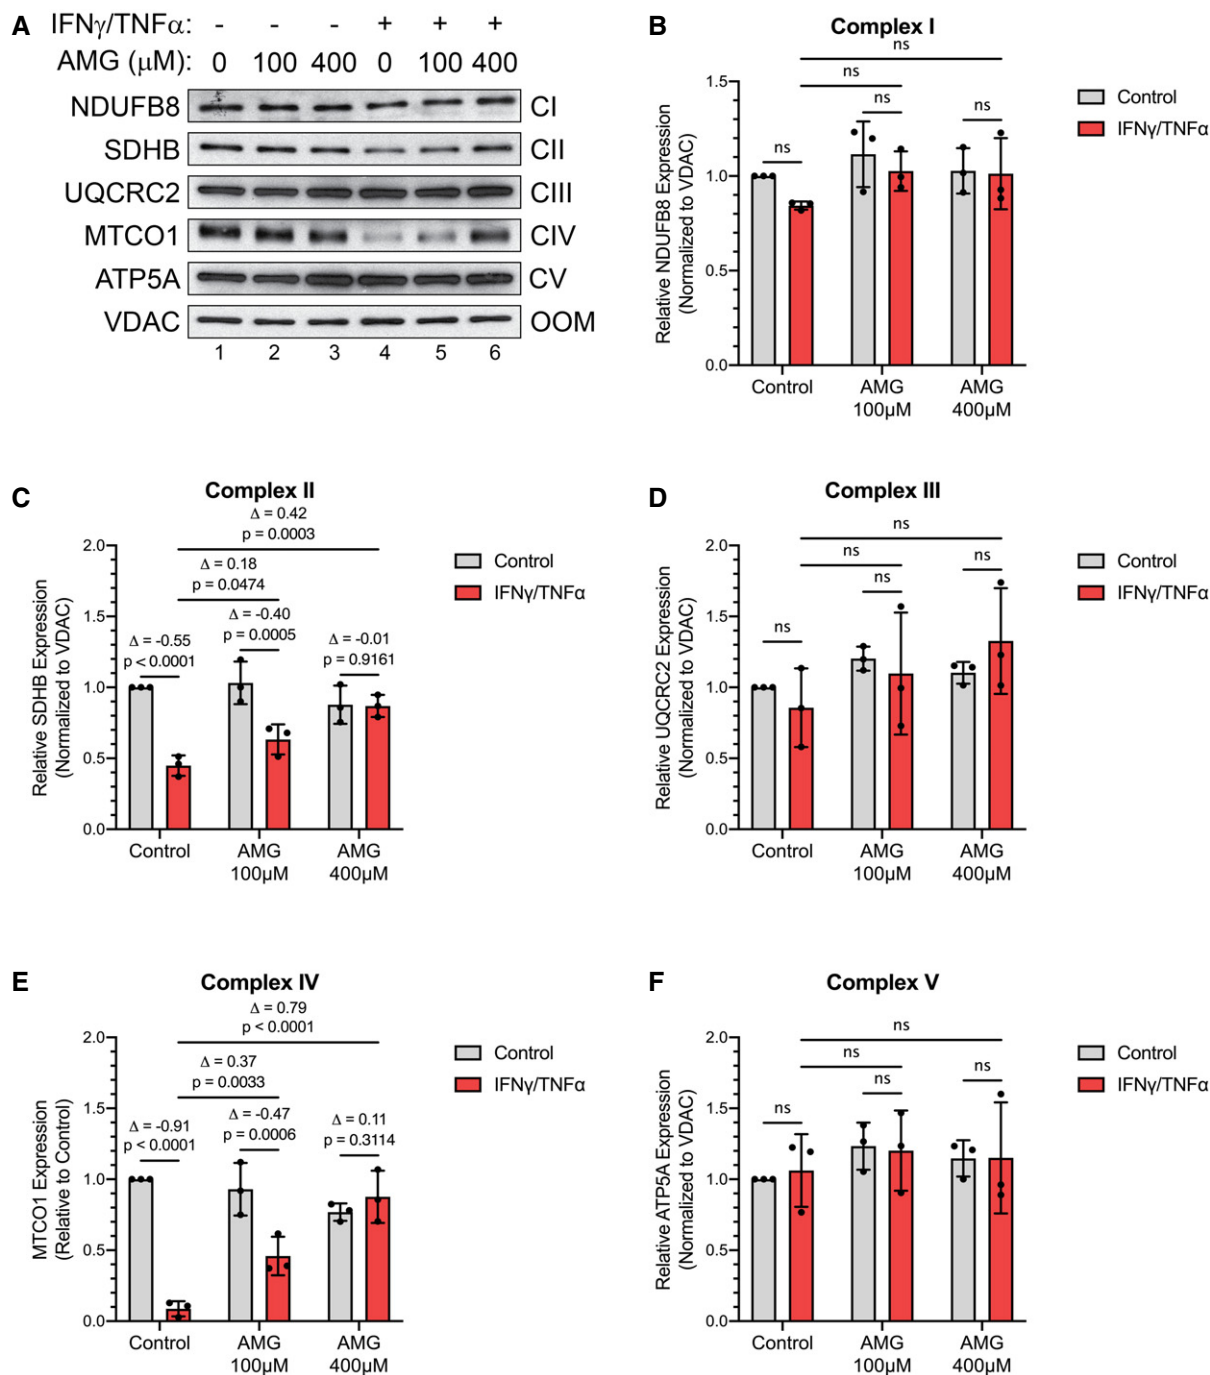 A
IFNγ/TNFα: - - - + + +
AMG (μM): 0 100 400 0 100 400
NDUFB8 CI
SDHB CII
UQCRC2 CIII
MTCO1 CIV
ATP5A CV
VDAC OOM
1 2 3 4 5 6
B
Complex I
ns
ns
ns
ns
ns
1.5
1.0
0.5
0.0
Relative NDUFB8 Expression
(Normalized to VDAC)
Control
AMG
100μM
AMG
400μM
Control
IFNγ/TNFα
C
Complex II
Δ = 0.42
p = 0.0003
Δ = 0.18
p = 0.0474
Δ = -0.55
p < 0.0001
Δ = -0.40
p = 0.0005
Δ = -0.01
p = 0.9161
2.0
1.5
1.0
0.5
0.0
Relative SDHB Expression
(Normalized to VDAC)
Control
AMG
100μM
AMG
400μM
Control
IFNγ/TNFα
D
Complex III
ns
ns
ns
ns
ns
2.0
1.5
1.0
0.5
0.0
Relative UQCRC2 Expression
(Normalized to VDAC)
Control
AMG
100μM
AMG
400μM
Control
IFNγ/TNFα
E
Complex IV
Δ = 0.79
p < 0.0001
Δ = 0.37
p = 0.0033
Δ = -0.91
p < 0.0001
Δ = -0.47
p = 0.0006
Δ = 0.11
p = 0.3114
2.0
1.5
1.0
0.5
0.0
MTCO1 Expression
(Relative to Control)
Control
AMG
100μM
AMG
400μM
Control
IFNγ/TNFα
F
Complex V
ns
ns
ns
ns
ns
2.0
1.5
1.0
0.5
0.0
Relative ATP5A Expression
(Normalized to VDAC)
Control
AMG
100μM
AMG
400μM
Control
IFNγ/TNFα